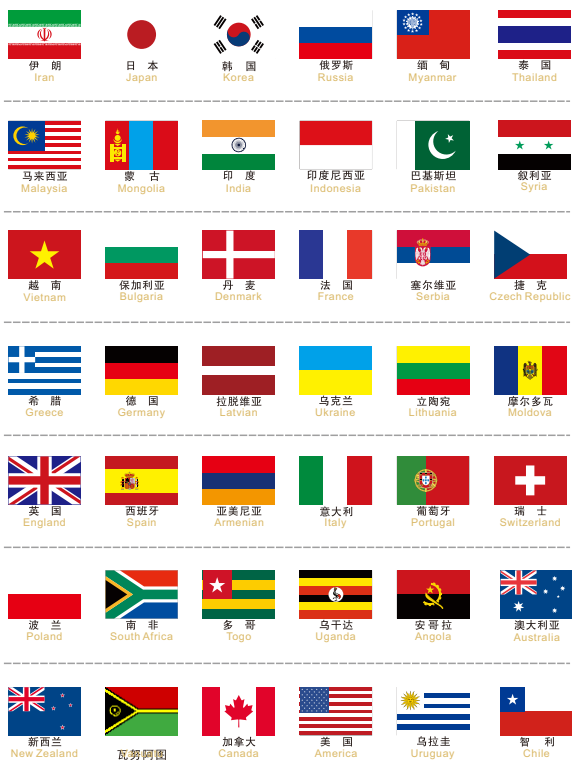 伊 朗 日 本 韩 国 俄罗斯 缅 甸 泰 国
Iran Japan Korea Russia Myanmar Thailand
马来西亚 蒙 古 印 度 印度尼西亚 巴基斯坦 叙利亚
Malaysia Mongolia India Indonesia Pakistan Syria
越 南 保加利亚 丹 麦 法 国 塞尔维亚 捷 克
Vietnam Bulgaria Denmark France Serbia Czech Republic
希 腊 德 国 拉脱维亚 乌克兰 立陶宛 摩尔多瓦
Greece Germany Latvian Ukraine Lithuania Moldova
英 国 西班牙 亚美尼亚 意大利 葡萄牙 瑞 士
England Spain Armenian Italy Portugal Switzerland
波 兰 南 非 多 哥 乌干达 安哥拉 澳大利亚
Poland South Africa Togo Uganda Angola Australia
新西兰 瓦努阿图 加拿大 美 国 乌拉圭 智 利
New Zealand Canada America Uruguay Chile